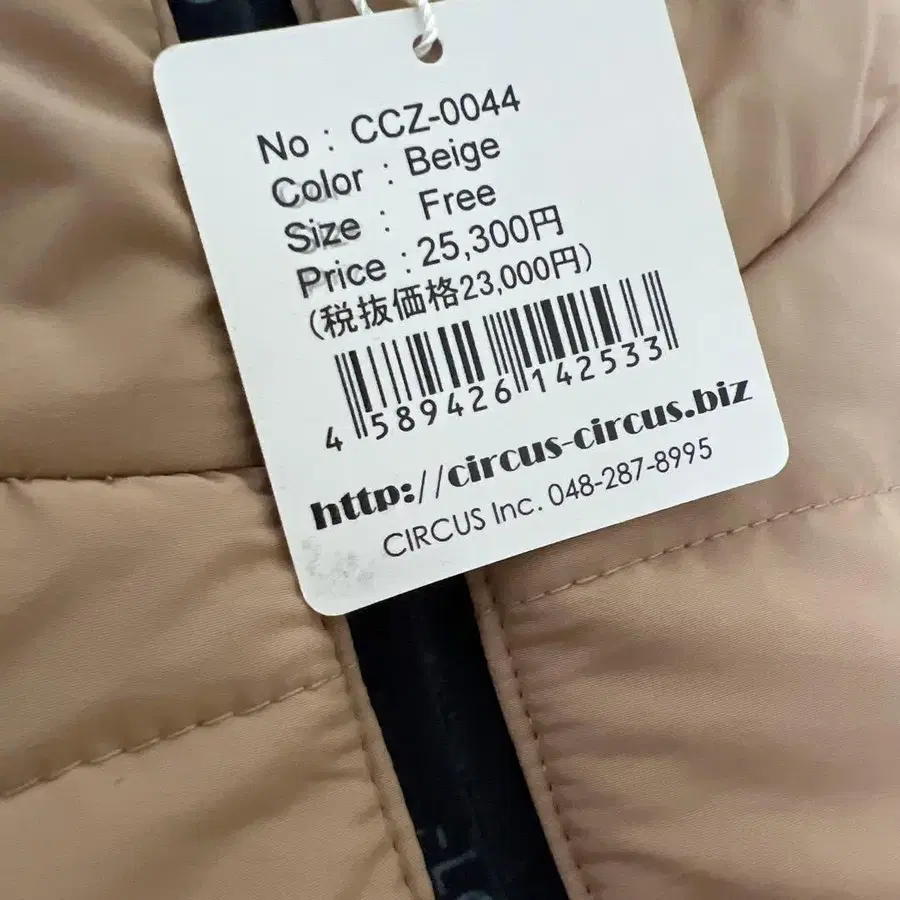 No : CCZ-0044
Color : Beige
Size : Free
Price : 25,300円
(税抜価格23,000円)
4 589426 142533
http://circus-circus.biz
CIRCUS Inc. 048-287-8995